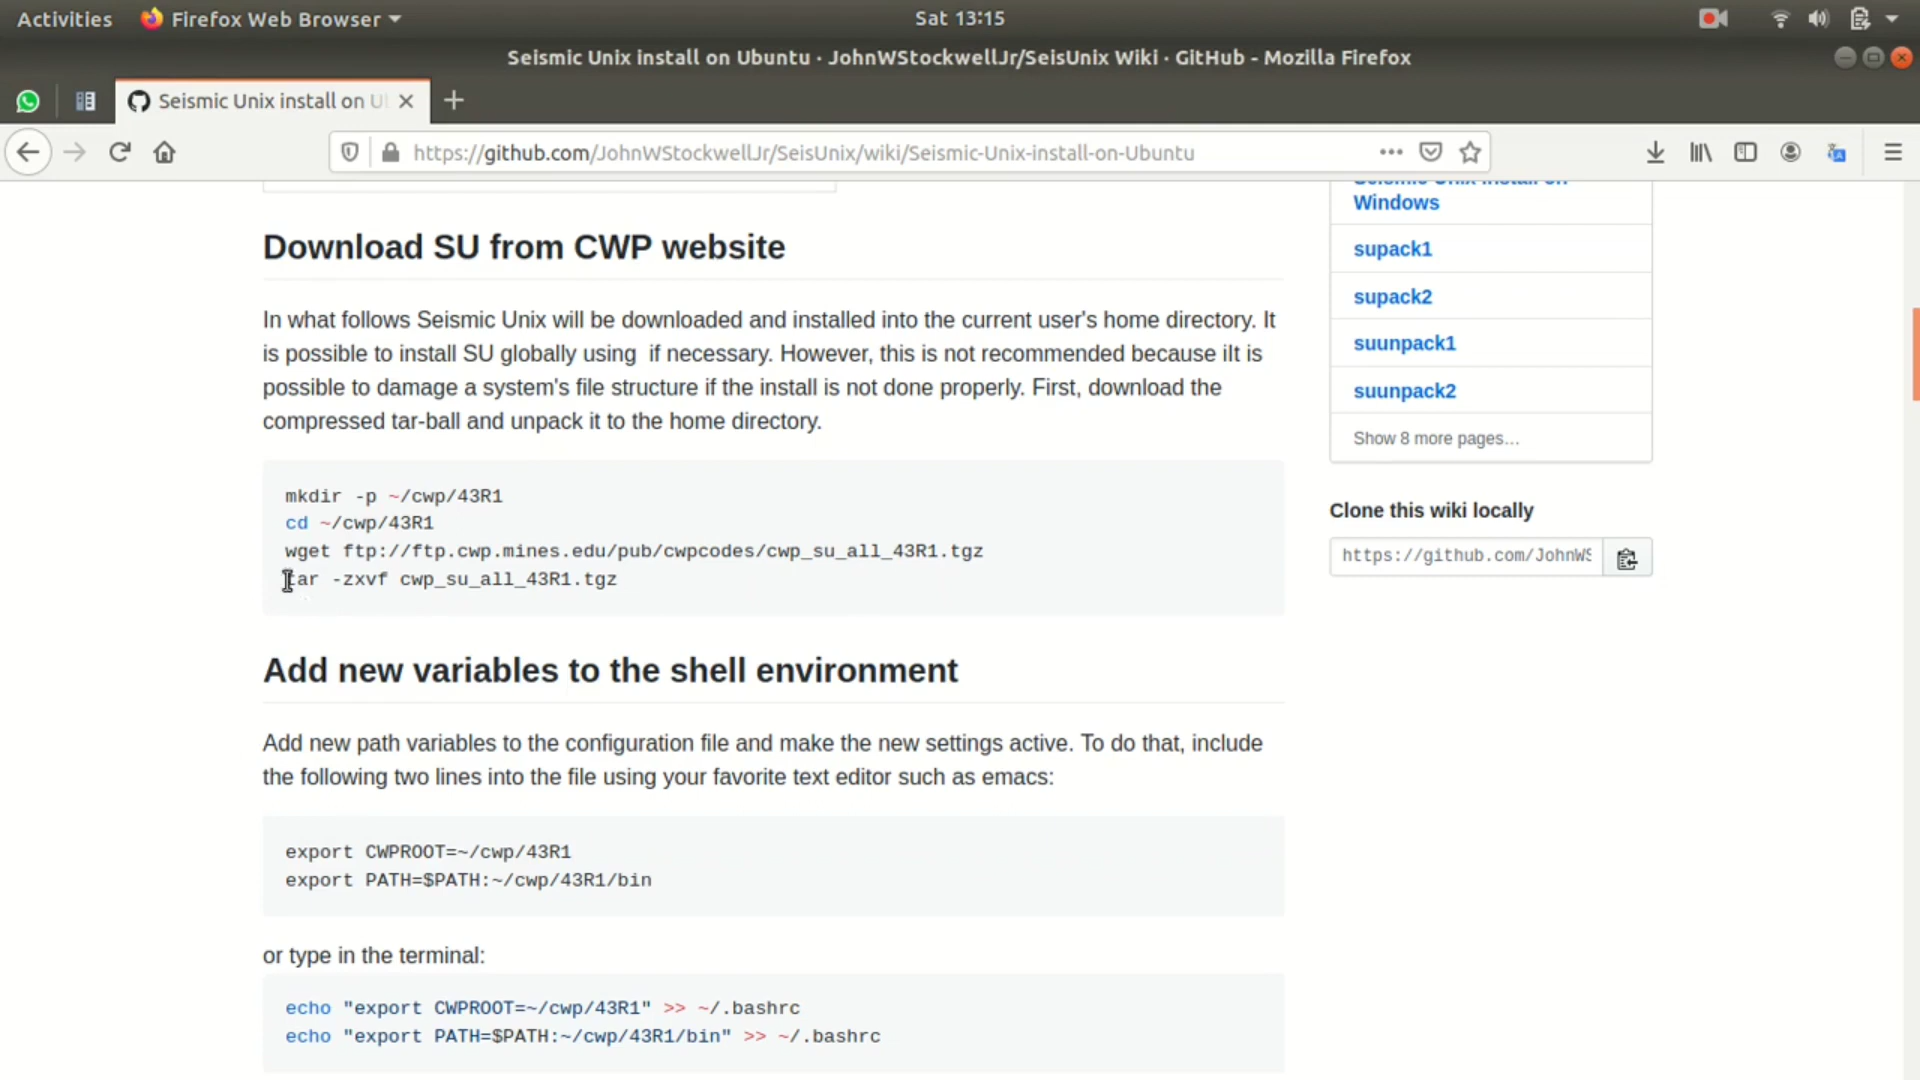 Activities Firefox Web Browser Sat 13:15
Seismic Unix install on Ubuntu · JohnWStockwellJr/SeisUnix Wiki · GitHub - Mozilla Firefox
Seismic Unix install on U
https://github.com/JohnWStockwellJr/SeisUnix/wiki/Seismic-Unix-install-on-Ubuntu
Download SU from CWP website
In what follows Seismic Unix will be downloaded and installed into the current user's home directory. It
is possible to install SU globally using if necessary. However, this is not recommended because iIt is
possible to damage a system's file structure if the install is not done properly. First, download the
compressed tar-ball and unpack it to the home directory.
mkdir -p ~/cwp/43R1
cd ~/cwp/43R1
wget ftp://ftp.cwp.mines.edu/pub/cwpcodes/cwp_su_all_43R1.tgz
tar -zxvf cwp_su_all_43R1.tgz
Add new variables to the shell environment
Add new path variables to the configuration file and make the new settings active. To do that, include
the following two lines into the file using your favorite text editor such as emacs:
export CWPROOT=~/cwp/43R1
export PATH=$PATH:~/cwp/43R1/bin
or type in the terminal:
echo "export CWPROOT=~/cwp/43R1" >> ~/.bashrc
echo "export PATH=$PATH:~/cwp/43R1/bin" >> ~/.bashrc
Seismic Unix install on
Windows
supack1
supack2
suunpack1
suunpack2
Show 8 more pages…
Clone this wiki locally
https://github.com/JohnWS